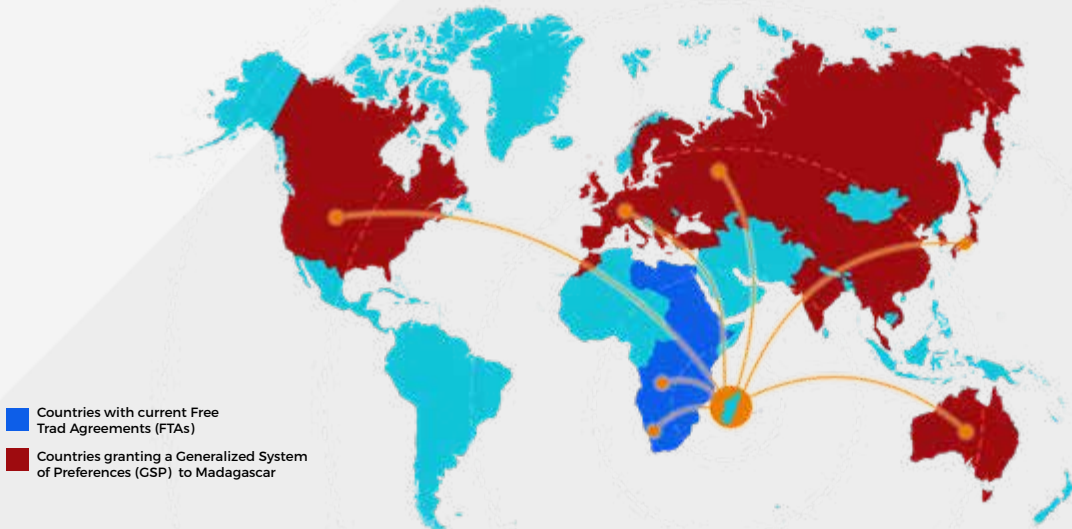 Countries with current Free
Trad Agreements (FTAs)
Countries granting a Generalized System
of Preferences (GSP) to Madagascar